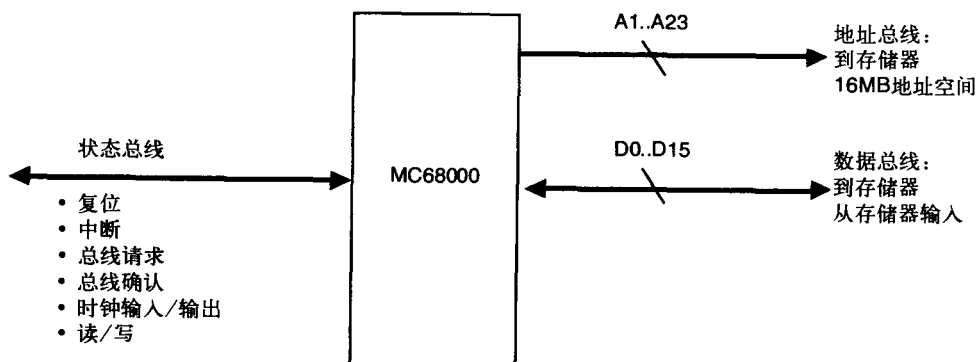 A1..A23
地址总线：
到存储器
16MB地址空间
状态总线
MC68000
D0..D15
数据总线：
到存储器
从存储器输入
• 复位
• 中断
• 总线请求
• 总线确认
• 时钟输入/输出
• 读/写